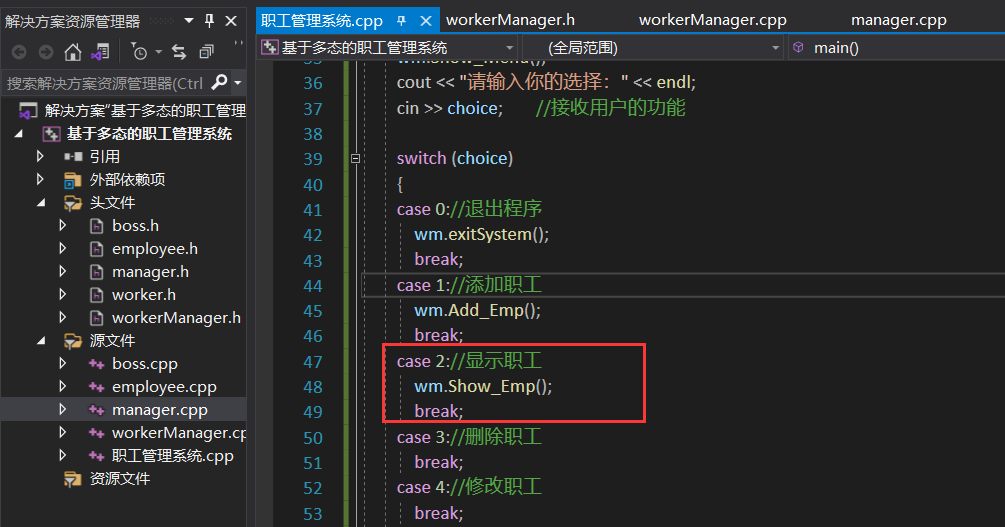 解决方案资源管理器
搜索解决方案资源管理器(Ctrl
解决方案"基于多态的职工管理
基于多态的职工管理系统
引用
外部依赖项
头文件
boss.h
employee.h
manager.h
worker.h
workerManager.h
源文件
boss.cpp
employee.cpp
manager.cpp
workerManager.cp
职工管理系统.cpp
资源文件
职工管理系统.cpp workerManager.h workerManager.cpp manager.cpp
基于多态的职工管理系统 (全局范围) main()
35 wm.Show_Menu();
36 cout << "请输入你的选择：" << endl;
37 cin >> choice; //接收用户的功能
38
39 switch (choice)
40 {
41 case 0://退出程序
42 wm.exitSystem();
43 break;
44 case 1://添加职工
45 wm.Add_Emp();
46 break;
47 case 2://显示职工
48 wm.Show_Emp();
49 break;
50 case 3://删除职工
51 break;
52 case 4://修改职工
53 break;